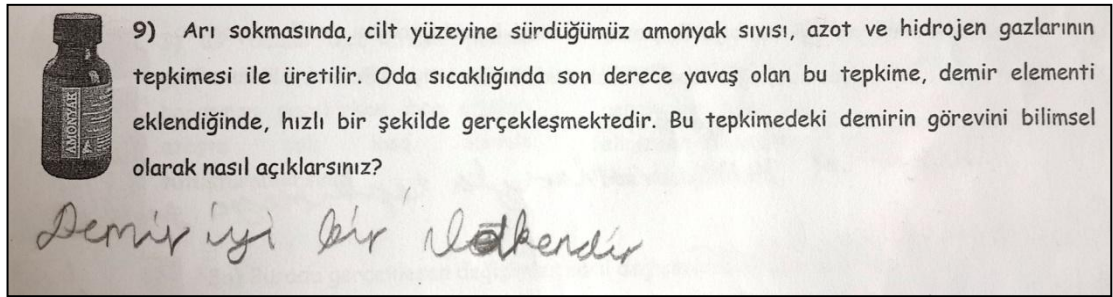 9) Arı sokmasında, cilt yüzeyine sürdüğümüz amonyak sıvısı, azot ve hidrojen gazlarının
tepkimesi ile üretilir. Oda sıcaklığında son derece yavaş olan bu tepkime, demir elementi
eklendiğinde, hızlı bir şekilde gerçekleşmektedir. Bu tepkimedeki demirin görevini bilimsel
olarak nasıl açıklarsınız?
AMONYAK
Demir iyi bir iletkendir